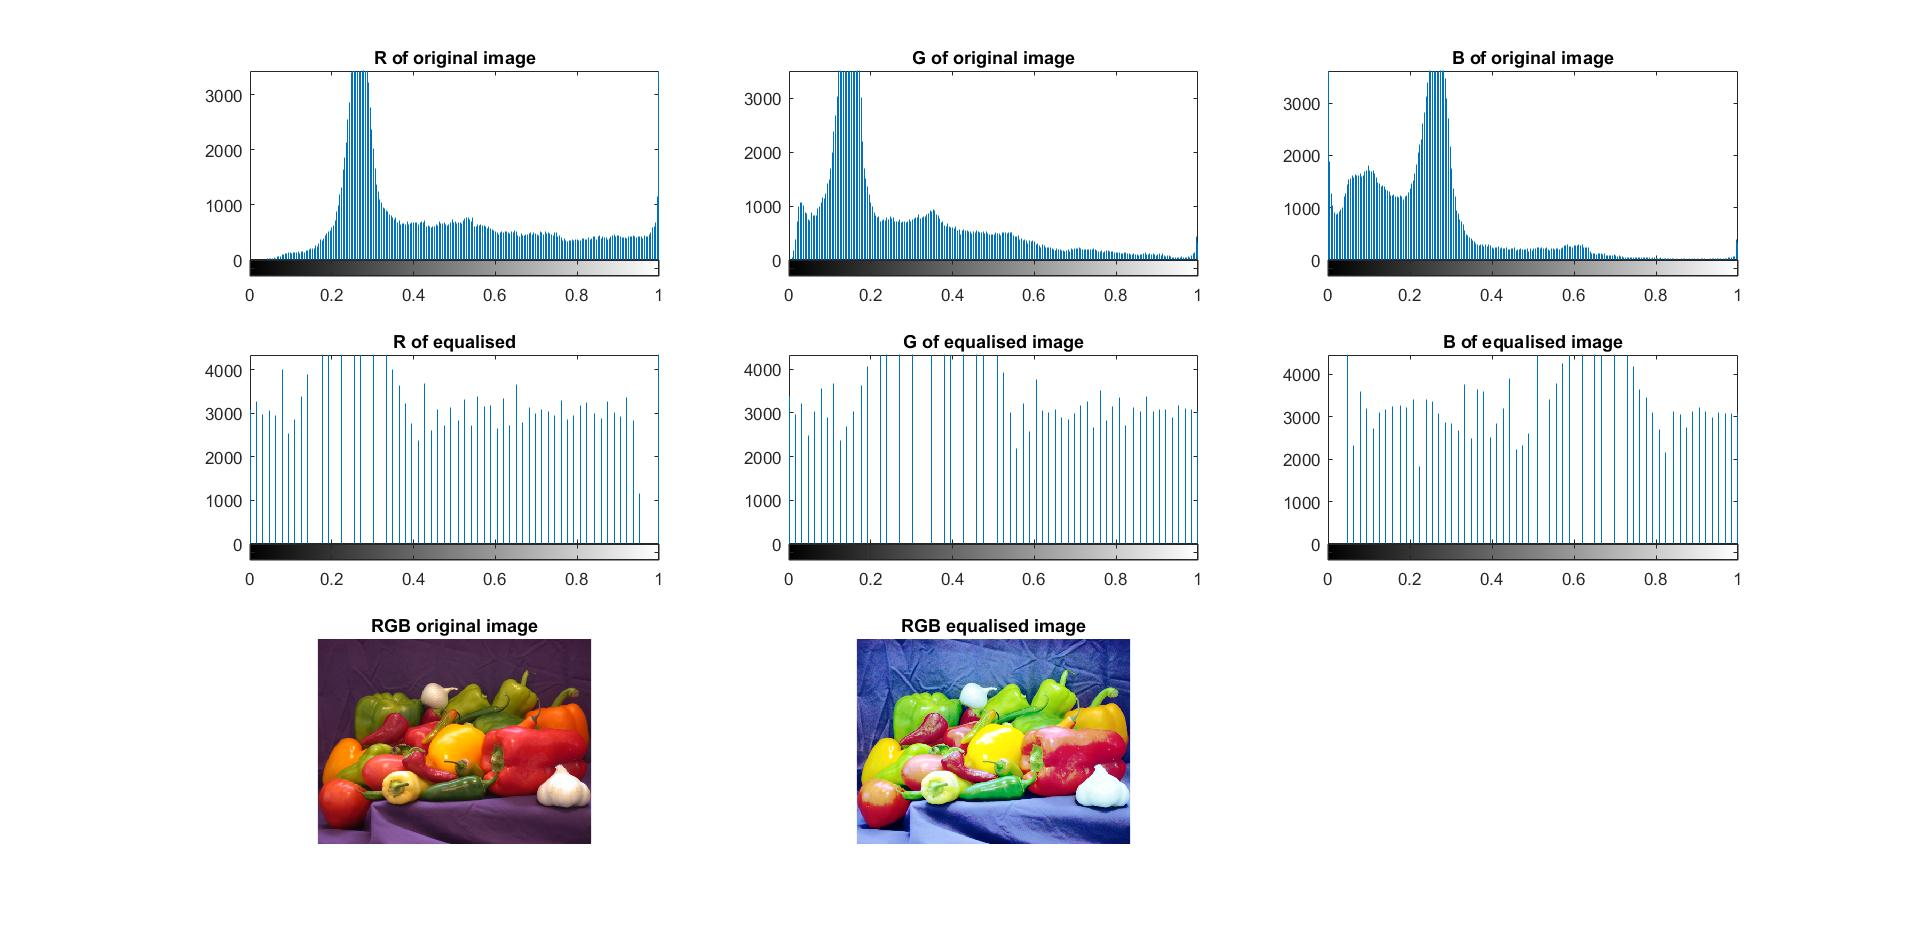 R of original image
G of original image
B of original image
3000
2000
1000
0
0 0.2 0.4 0.6 0.8 1
3000
2000
1000
0
0 0.2 0.4 0.6 0.8 1
3000
2000
1000
0
0 0.2 0.4 0.6 0.8 1
R of equalised
G of equalised image
B of equalised image
4000
3000
2000
1000
0
0 0.2 0.4 0.6 0.8 1
4000
3000
2000
1000
0
0 0.2 0.4 0.6 0.8 1
4000
3000
2000
1000
0
0 0.2 0.4 0.6 0.8 1
RGB original image
RGB equalised image